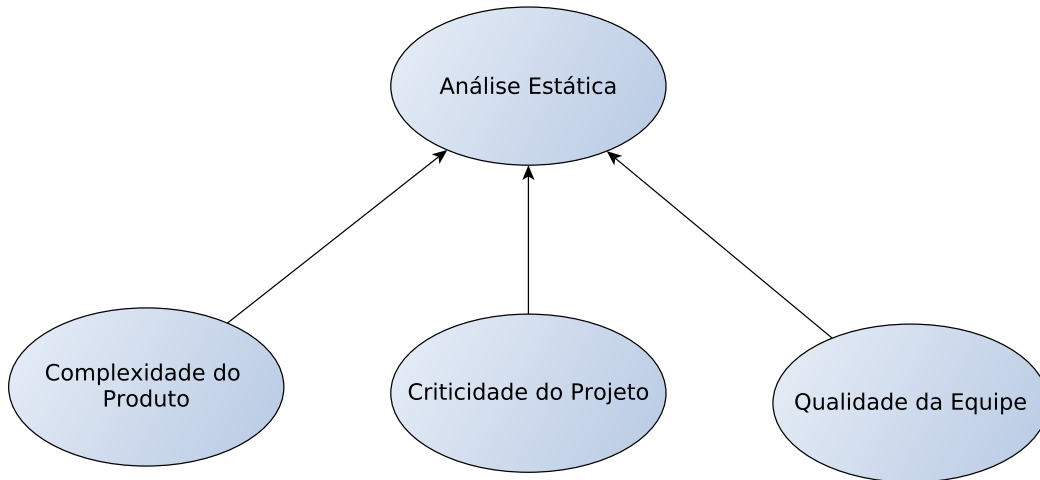 Análise Estática
Complexidade do
Produto
Criticidade do Projeto
Qualidade da Equipe